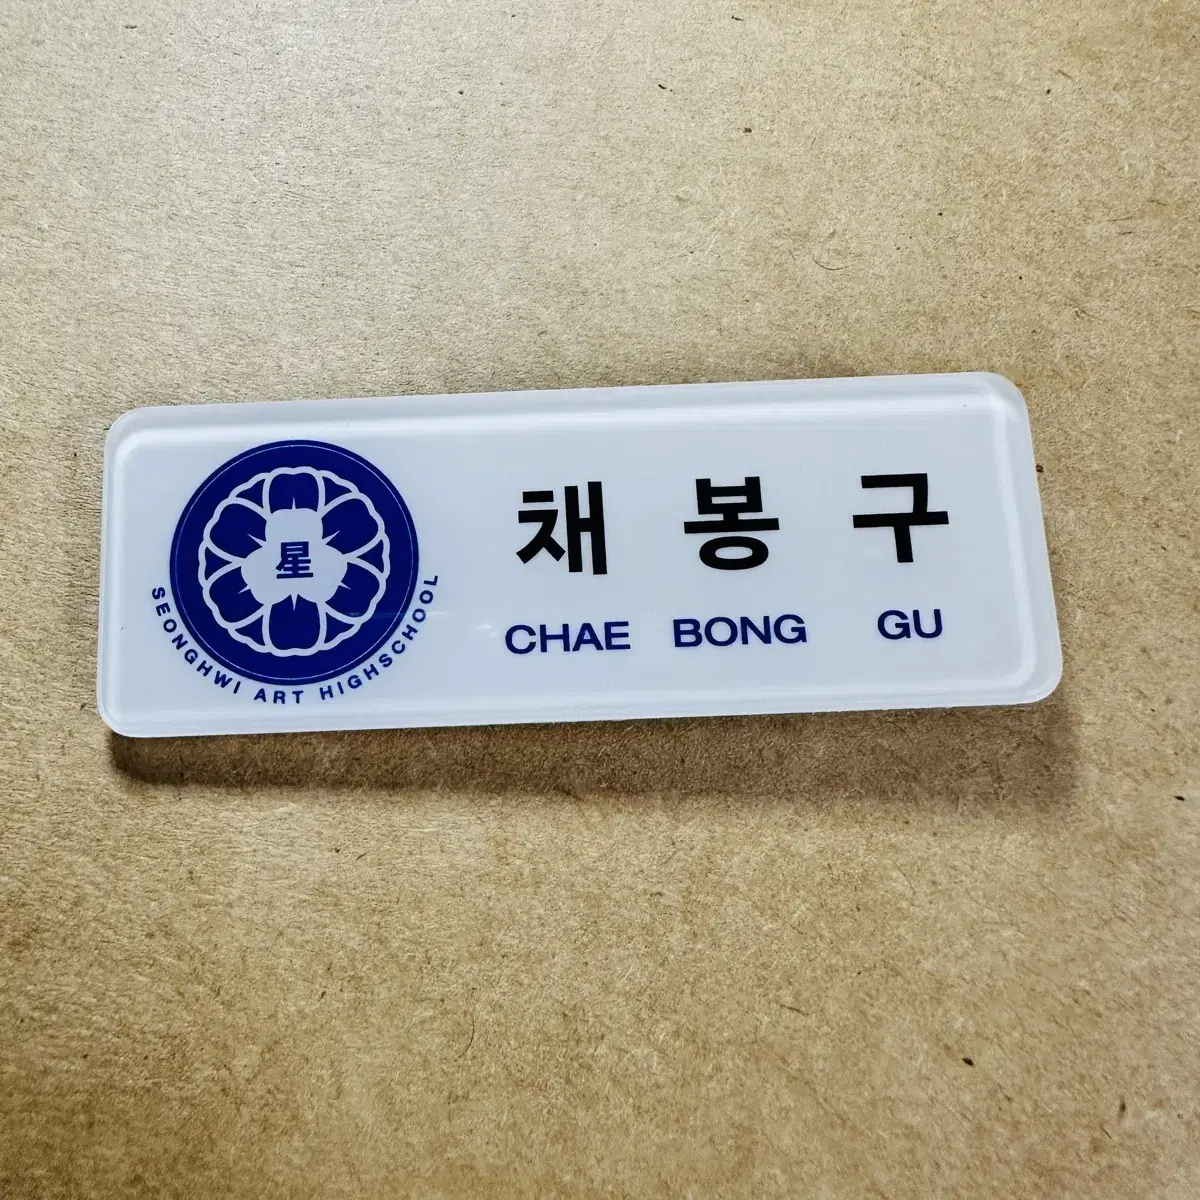 星
SEONGHWI ART HIGHSCHOOL
채 봉 구
CHAE BONG GU